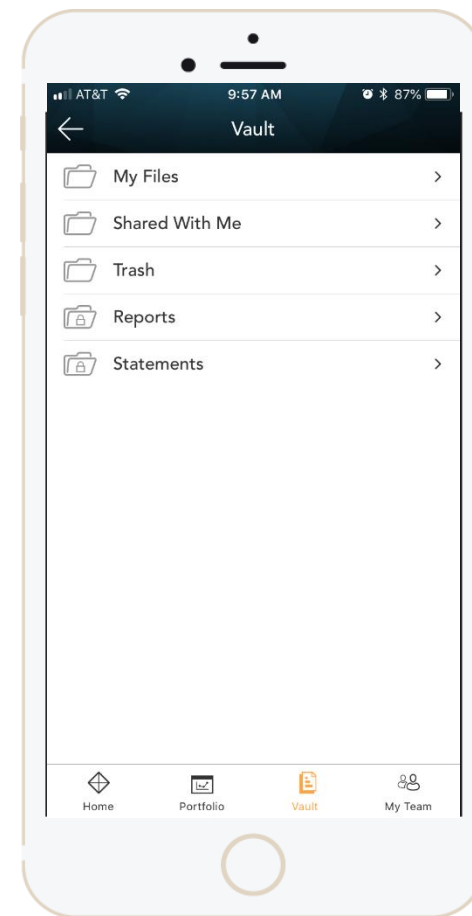 AT&T 9:57 AM 87%
Vault
My Files
Shared With Me
Trash
Reports
Statements
Home Portfolio Vault My Team